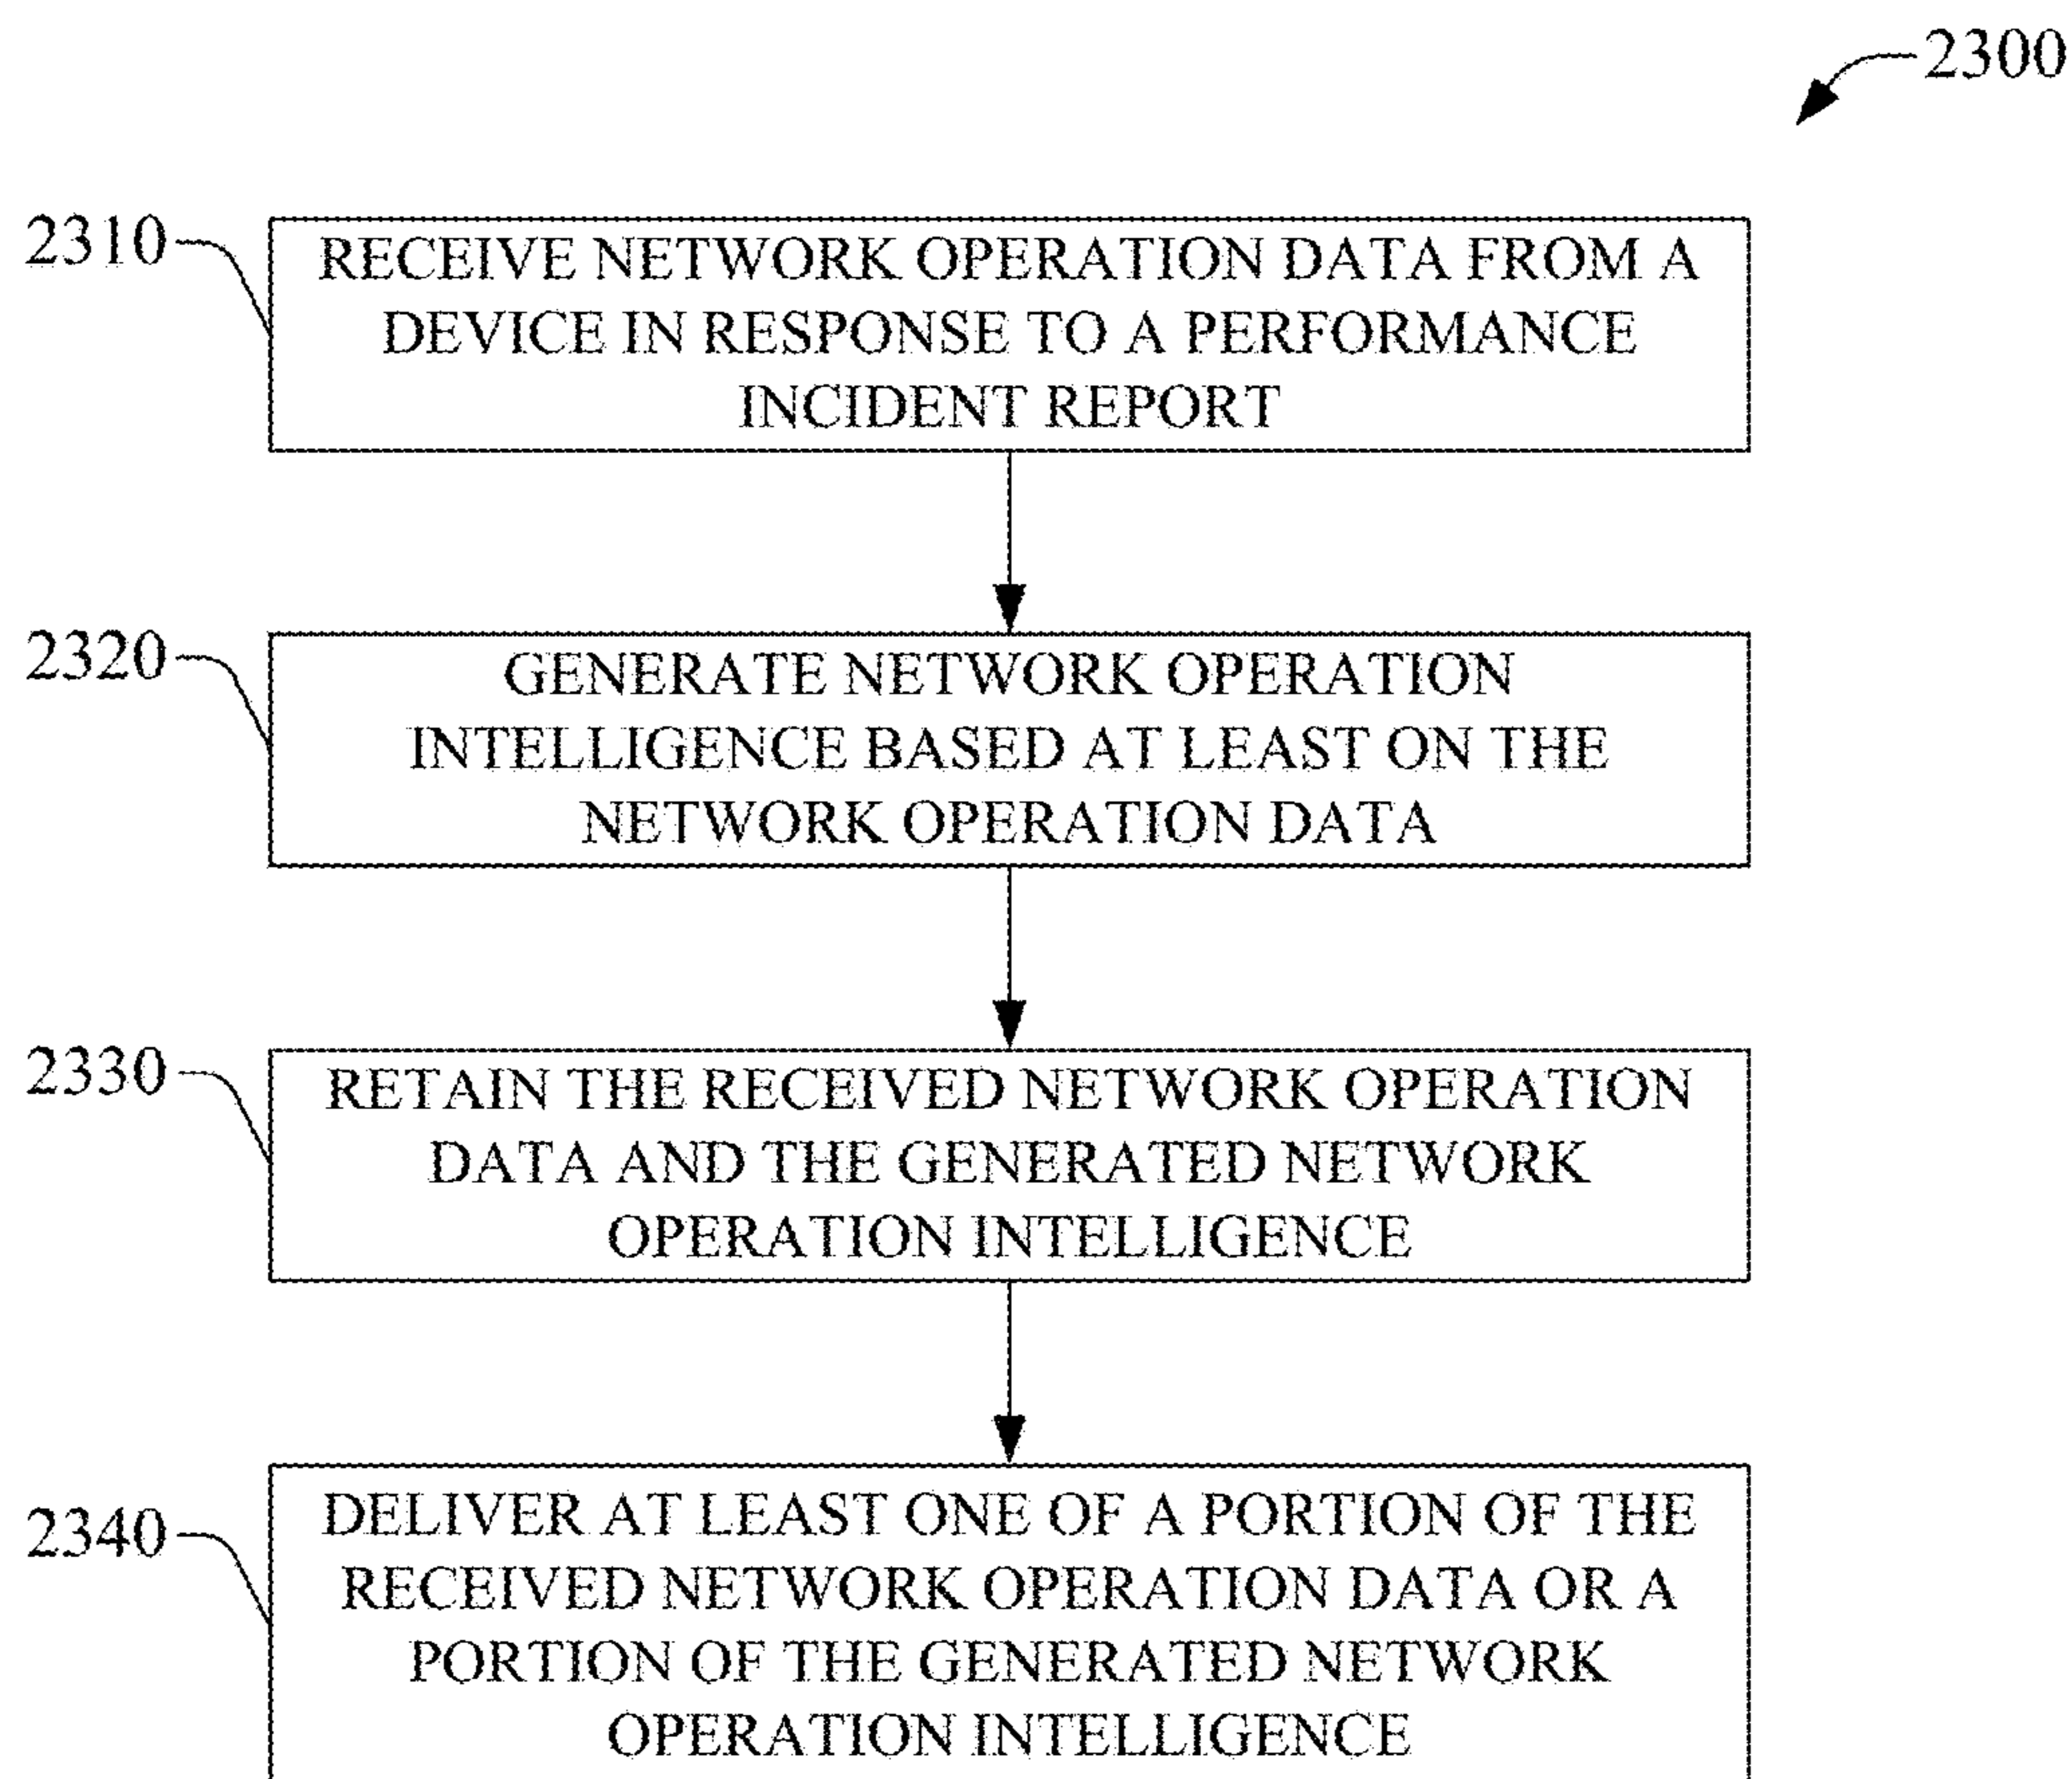 2300
2310
RECEIVE NETWORK OPERATION DATA FROM A
DEVICE IN RESPONSE TO A PERFORMANCE
INCIDENT REPORT
2320
GENERATE NETWORK OPERATION
INTELLIGENCE BASED AT LEAST ON THE
NETWORK OPERATION DATA
2330
RETAIN THE RECEIVED NETWORK OPERATION
DATA AND THE GENERATED NETWORK
OPERATION INTELLIGENCE
2340
DELIVER AT LEAST ONE OF A PORTION OF THE
RECEIVED NETWORK OPERATION DATA OR A
PORTION OF THE GENERATED NETWORK
OPERATION INTELLIGENCE